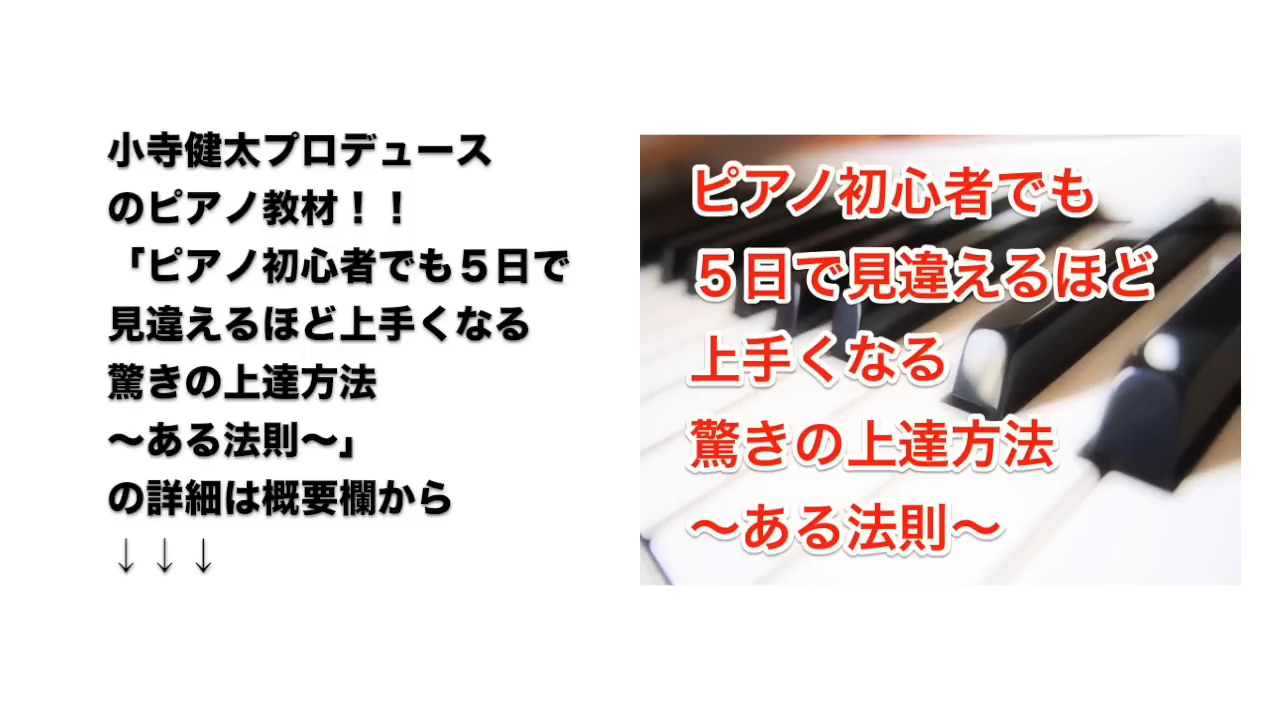 小寺健太プロデュース
のピアノ教材！！
「ピアノ初心者でも５日で
見違えるほど上手くなる
驚きの上達方法
〜ある法則〜」
の詳細は概要欄から
↓↓↓
ピアノ初心者でも
５日で見違えるほど
上手くなる
驚きの上達方法
〜ある法則〜